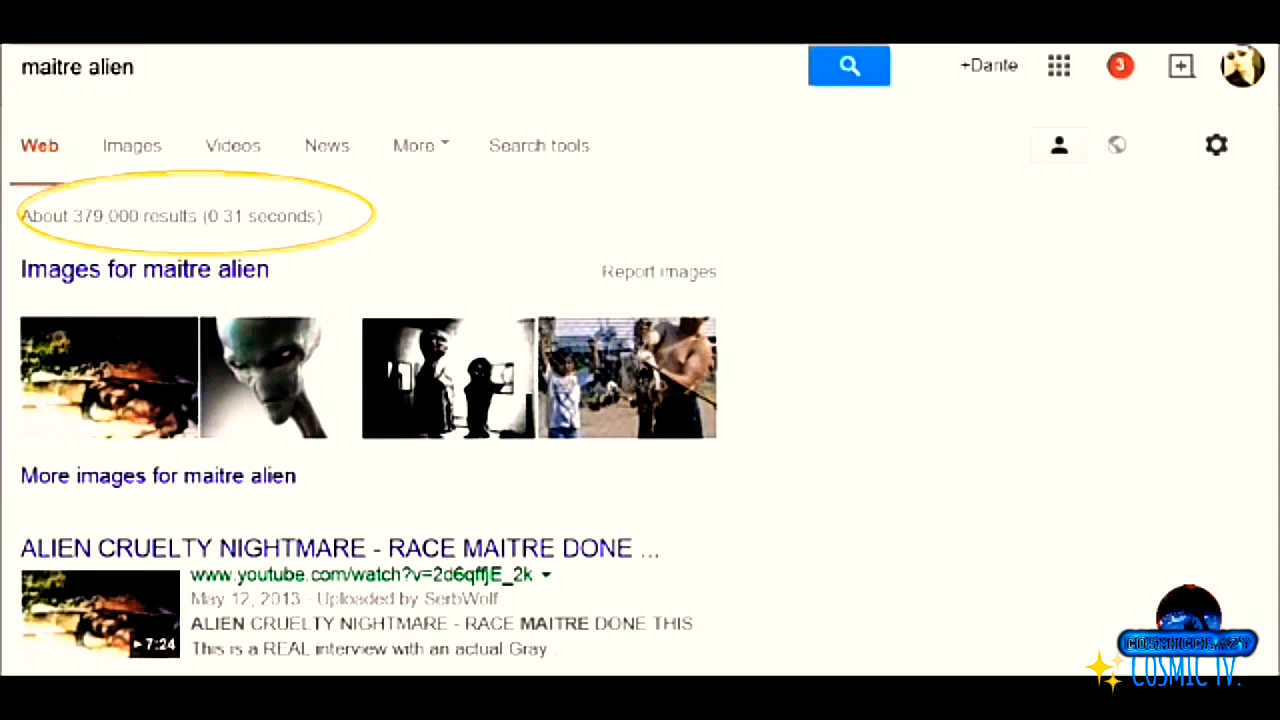 maitre alien
+Dante
3
Web Images Videos News More Search tools
About 379,000 results (0.31 seconds)
Images for maitre alien
Report images
More images for maitre alien
ALIEN CRUELTY NIGHTMARE - RACE MAITRE DONE ...
www.youtube.com/watch?v=2d6qffjE_2k
May 12, 2013 - Uploaded by SerbWolf
ALIEN CRUELTY NIGHTMARE - RACE MAITRE DONE THIS
7:24
This is a REAL interview with an actual Gray
COSMIC TV.